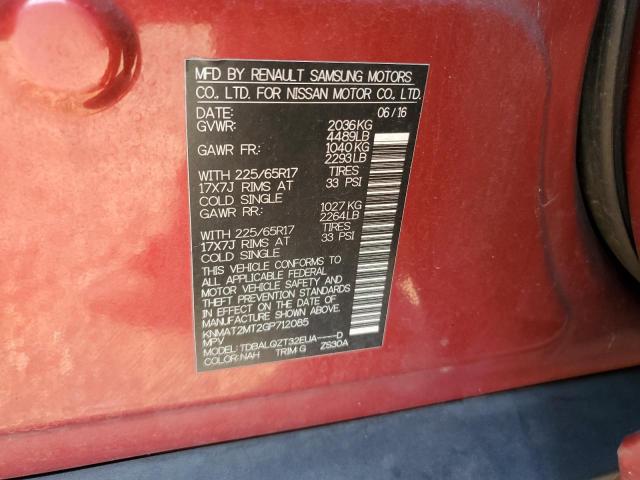 MFD BY RENAULT SAMSUNG MOTORS
CO. LTD. FOR NISSAN MOTOR CO. LTD.
DATE: 06/16
GVWR: 2036KG
4489LB
GAWR FR: 1040KG
2293LB
WITH 225/65R17 TIRES
17X7J RIMS AT 33 PSI
COLD SINGLE
GAWR RR: 1027KG
2264LB
WITH 225/65R17 TIRES
17X7J RIMS AT 33 PSI
COLD SINGLE
THIS VEHICLE CONFORMS TO
ALL APPLICABLE FEDERAL
MOTOR VEHICLE SAFETY AND
THEFT PREVENTION STANDARDS
IN EFFECT ON THE DATE OF
MANUFACTURE SHOWN ABOVE.
KNMAT2MT2GP712085
MPV
MODEL: TDBALQZT32EUA----D
COLOR: NAH TRIM G ZS30A